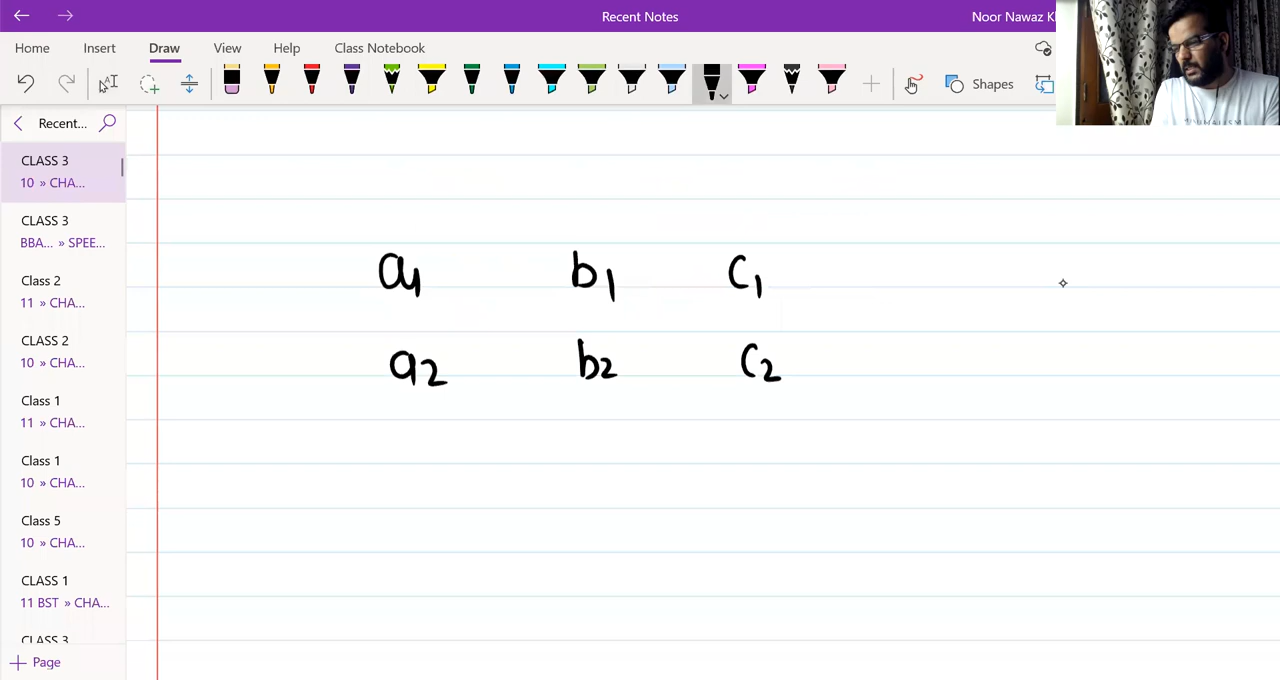 Recent Notes
Noor Nawaz
Home Insert Draw View Help Class Notebook
Shapes
Recent...
CLASS 3
10 » CHA...
CLASS 3
BBA... » SPEE...
Class 2
11 » CHA...
CLASS 2
10 » CHA...
Class 1
11 » CHA...
Class 1
10 » CHA...
Class 5
10 » CHA...
CLASS 1
11 BST » CHA...
CLASS 3
+ Page
a1 b1 c1
a2 b2 c2